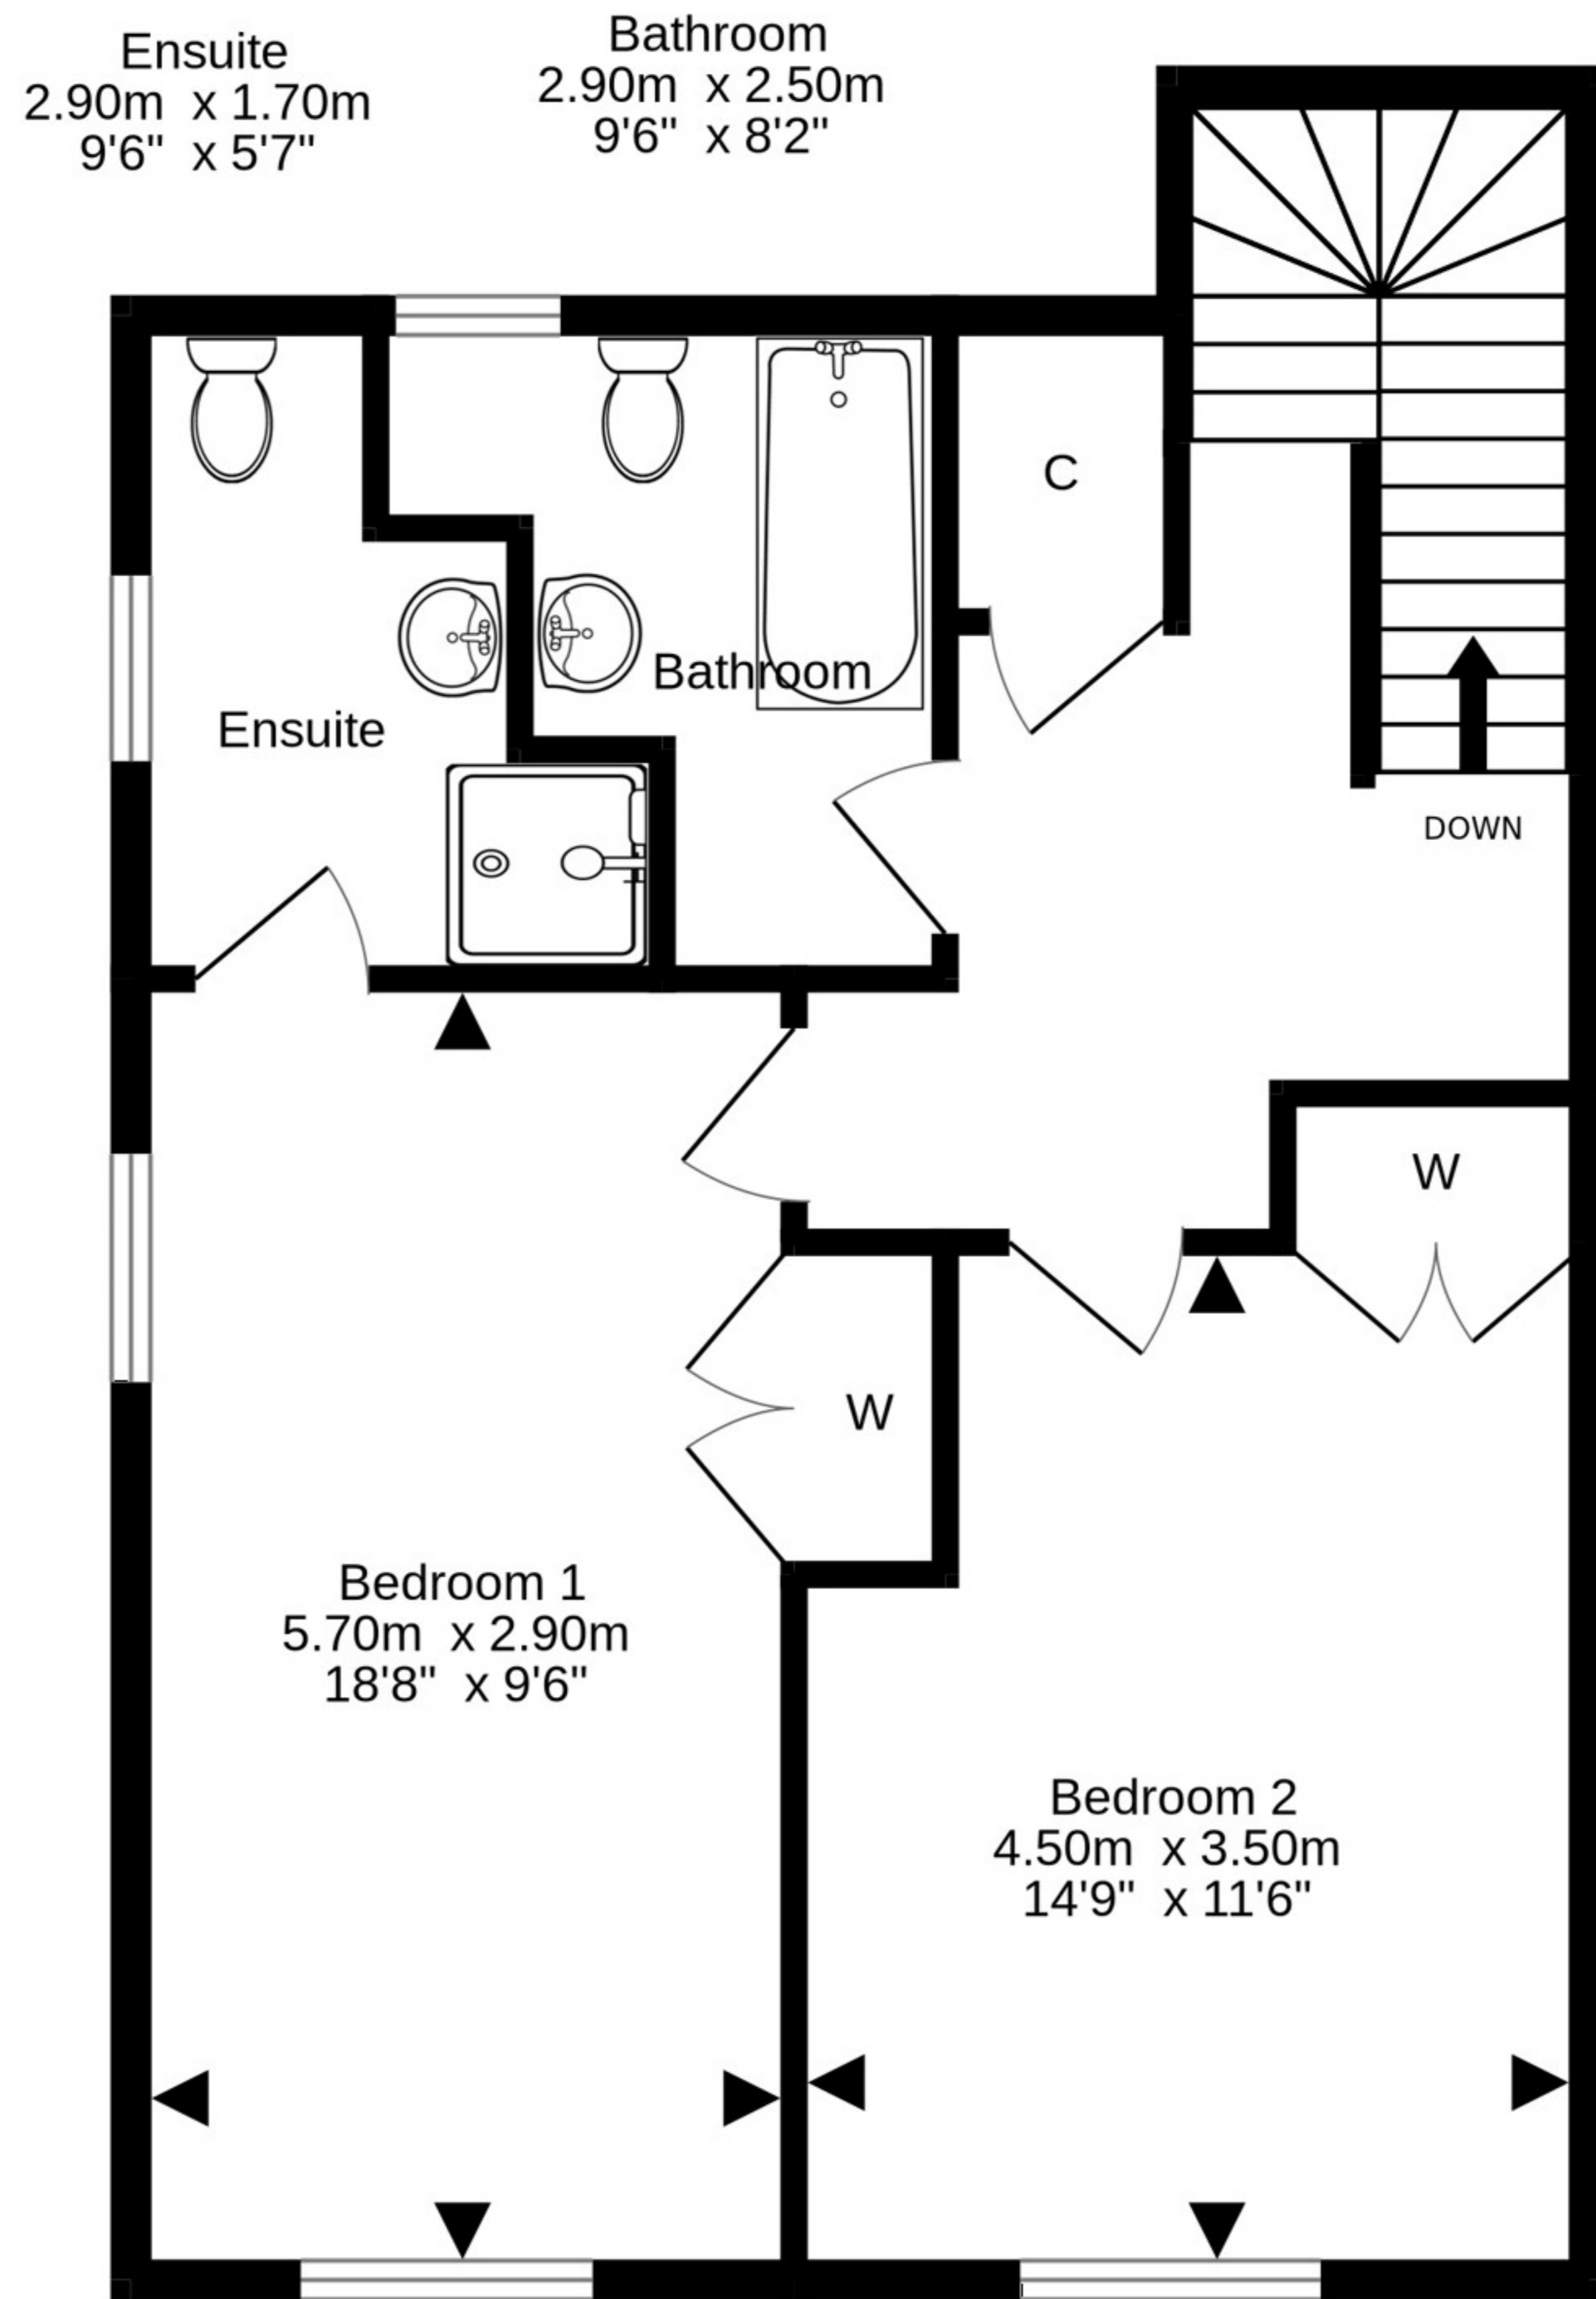 Ensuite
2.90m x 1.70m
9'6" x 5'7"
Bathroom
2.90m x 2.50m
9'6" x 8'2"
C
Bathroom
Ensuite
DOWN
W
W
Bedroom 1
5.70m x 2.90m
18'8" x 9'6"
Bedroom 2
4.50m x 3.50m
14'9" x 11'6"